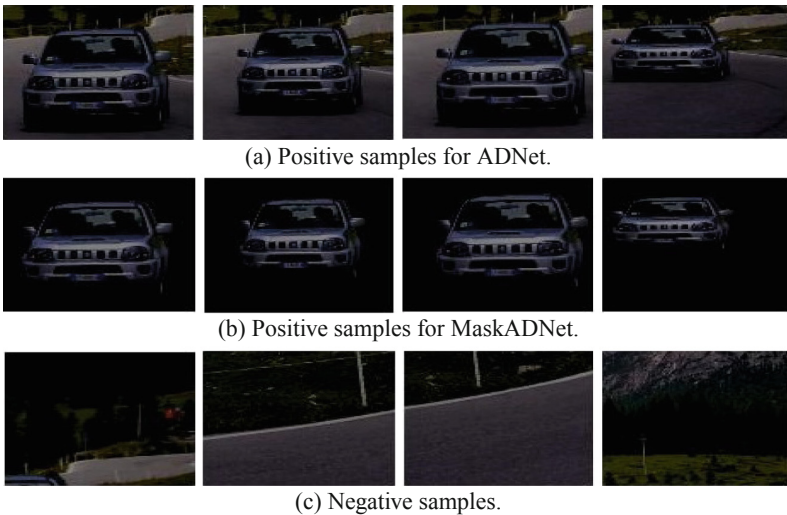 (a) Positive samples for ADNet.
(b) Positive samples for MaskADNet.
(c) Negative samples.